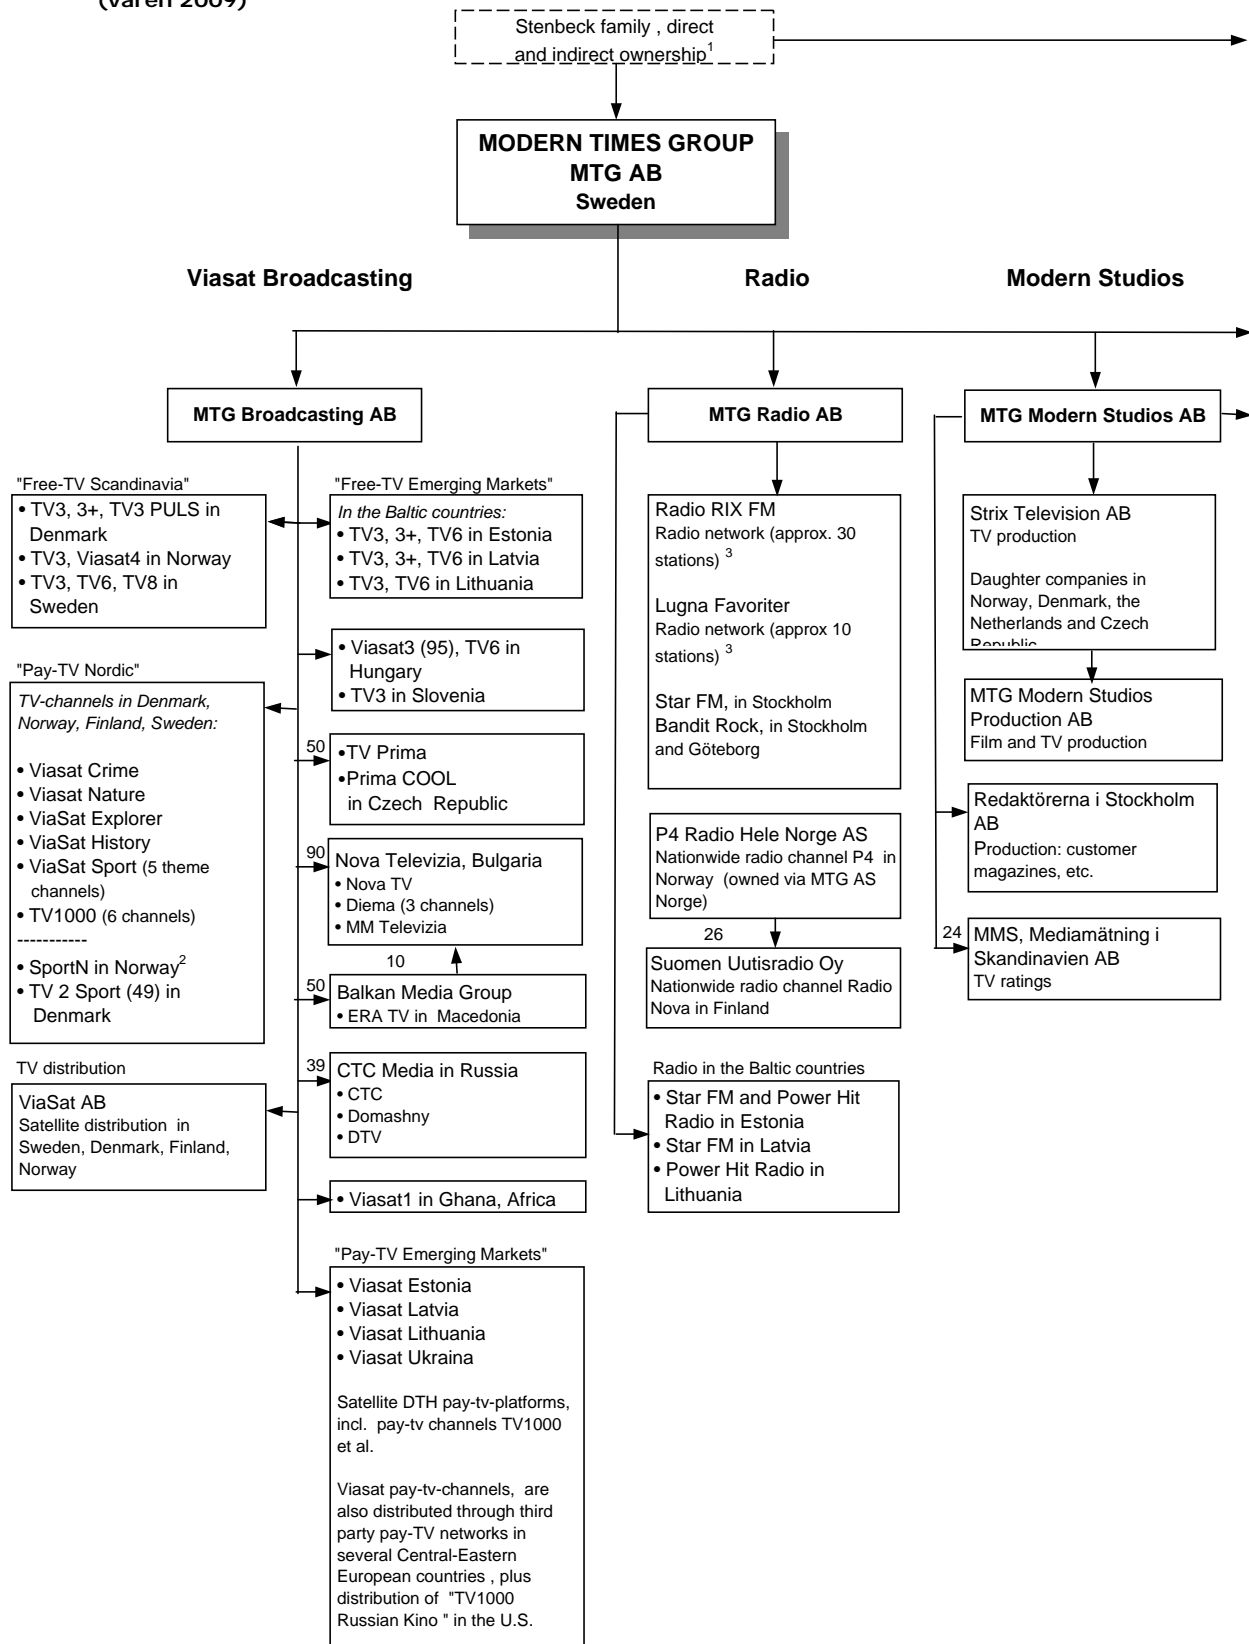 (våren 2009)
Stenbeck family , direct
and indirect ownership1
MODERN TIMES GROUP
MTG AB
Sweden
Viasat Broadcasting
Radio
Modern Studios
MTG Broadcasting AB
MTG Radio AB
MTG Modern Studios AB
"Free-TV Scandinavia"
• TV3, 3+, TV3 PULS in
Denmark
• TV3, Viasat4 in Norway
• TV3, TV6, TV8 in
Sweden
"Pay-TV Nordic"
TV-channels in Denmark,
Norway, Finland, Sweden:
• Viasat Crime
• Viasat Nature
• ViaSat Explorer
• ViaSat History
• ViaSat Sport (5 theme
channels)
• TV1000 (6 channels)
-----------
• SportN in Norway2
• TV 2 Sport (49) in
Denmark
TV distribution
ViaSat AB
Satellite distribution in
Sweden, Denmark, Finland,
Norway
"Free-TV Emerging Markets"
In the Baltic countries:
• TV3, 3+, TV6 in Estonia
• TV3, 3+, TV6 in Latvia
• TV3, TV6 in Lithuania
• Viasat3 (95), TV6 in
Hungary
• TV3 in Slovenia
50
•TV Prima
•Prima COOL
in Czech Republic
90
Nova Televizia, Bulgaria
• Nova TV
• Diema (3 channels)
• MM Televizia
10
50
Balkan Media Group
• ERA TV in Macedonia
39
CTC Media in Russia
• CTC
• Domashny
• DTV
• Viasat1 in Ghana, Africa
"Pay-TV Emerging Markets"
• Viasat Estonia
• Viasat Latvia
• Viasat Lithuania
• Viasat Ukraina
Satellite DTH pay-tv-platforms,
incl. pay-tv channels TV1000
et al.
Viasat pay-tv-channels, are
also distributed through third
party pay-TV networks in
several Central-Eastern
European countries , plus
distribution of "TV1000
Russian Kino " in the U.S.
Radio RIX FM
Radio network (approx. 30
stations) 3
Lugna Favoriter
Radio network (approx 10
stations) 3
Star FM, in Stockholm
Bandit Rock, in Stockholm
and Göteborg
P4 Radio Hele Norge AS
Nationwide radio channel P4 in
Norway (owned via MTG AS
Norge)
26
Suomen Uutisradio Oy
Nationwide radio channel Radio
Nova in Finland
Radio in the Baltic countries
• Star FM and Power Hit
Radio in Estonia
• Star FM in Latvia
• Power Hit Radio in
Lithuania
Strix Television AB
TV production
Daughter companies in
Norway, Denmark, the
Netherlands and Czech
Republic
MTG Modern Studios
Production AB
Film and TV production
Redaktörerna i Stockholm
AB
Production: customer
magazines, etc.
24
MMS, Mediamätning i
Skandinavien AB
TV ratings